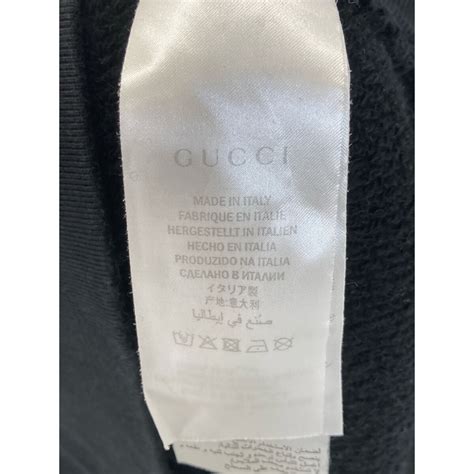 GUCCI
MADE IN ITALY
FABRIQUE EN ITALIE
HERGESTELLT IN ITALIEN
HECHO EN ITALIA
PRODUZIDO NA ITALIA
СДЕЛАНО В ИТАЛИИ
イタリア製
产地:意大利
صنع في إيطاليا